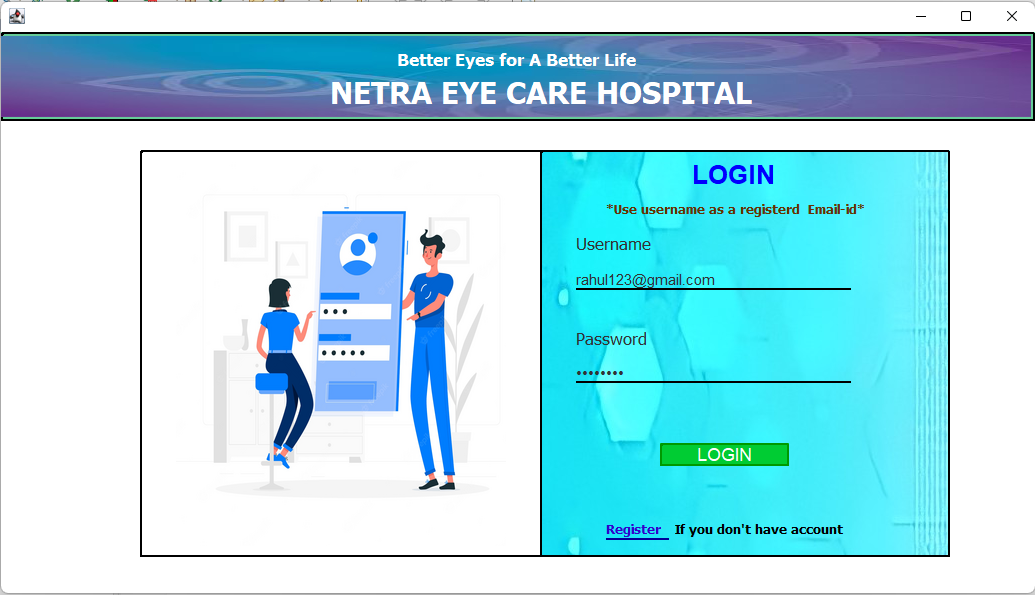 Better Eyes for A Better Life
NETRA EYE CARE HOSPITAL
LOGIN
*Use username as a registerd Email-id*
Username
rahul123@gmail.com
Password
••••••••
LOGIN
Register If you don't have account